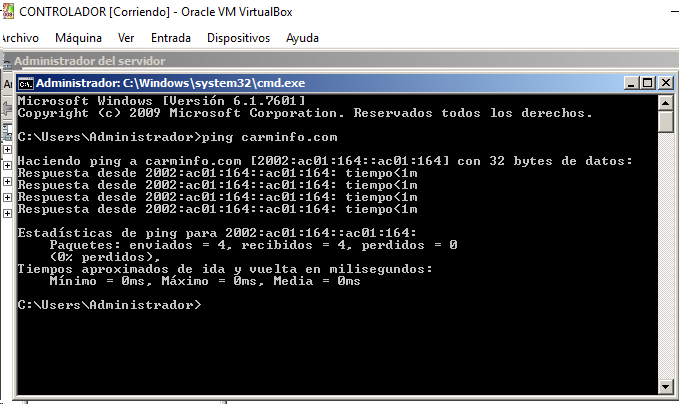 CONTROLADOR [Corriendo] - Oracle VM VirtualBox
Archivo Máquina Ver Entrada Dispositivos Ayuda
Administrador del servidor
Administrador: C:\Windows\system32\cmd.exe
Microsoft Windows [Versión 6.1.7601]
Copyright (c) 2009 Microsoft Corporation. Reservados todos los derechos.
C:\Users\Administrador>ping carminfo.com
Haciendo ping a carminfo.com [2002:ac01:164::ac01:164] con 32 bytes de datos:
Respuesta desde 2002:ac01:164::ac01:164: tiempo<1m
Respuesta desde 2002:ac01:164::ac01:164: tiempo<1m
Respuesta desde 2002:ac01:164::ac01:164: tiempo<1m
Respuesta desde 2002:ac01:164::ac01:164: tiempo<1m
Estadísticas de ping para 2002:ac01:164::ac01:164:
Paquetes: enviados = 4, recibidos = 4, perdidos = 0
(0% perdidos),
Tiempos aproximados de ida y vuelta en milisegundos:
Mínimo = 0ms, Máximo = 0ms, Media = 0ms
C:\Users\Administrador>